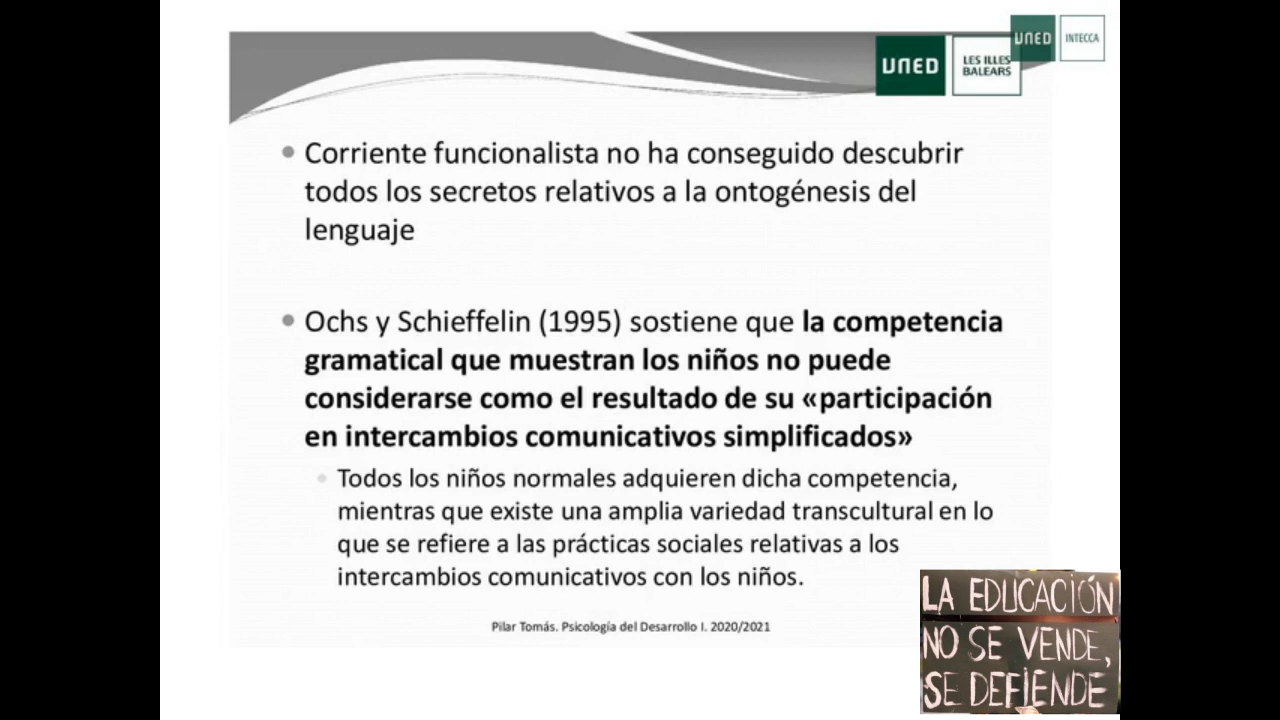 UNED
LES ILLES
BALEARS
UNED
INTECCA
• Corriente funcionalista no ha conseguido descubrir
todos los secretos relativos a la ontogénesis del
lenguaje
• Ochs y Schieffelin (1995) sostiene que la competencia
gramatical que muestran los niños no puede
considerarse como el resultado de su «participación
en intercambios comunicativos simplificados»
• Todos los niños normales adquieren dicha competencia,
mientras que existe una amplia variedad transcultural en lo
que se refiere a las prácticas sociales relativas a los
intercambios comunicativos con los niños.
Pilar Tomás. Psicología del Desarrollo I. 2020/2021
LA EDUCACIÓN
NO SE VENDE,
SE DEFIENDE